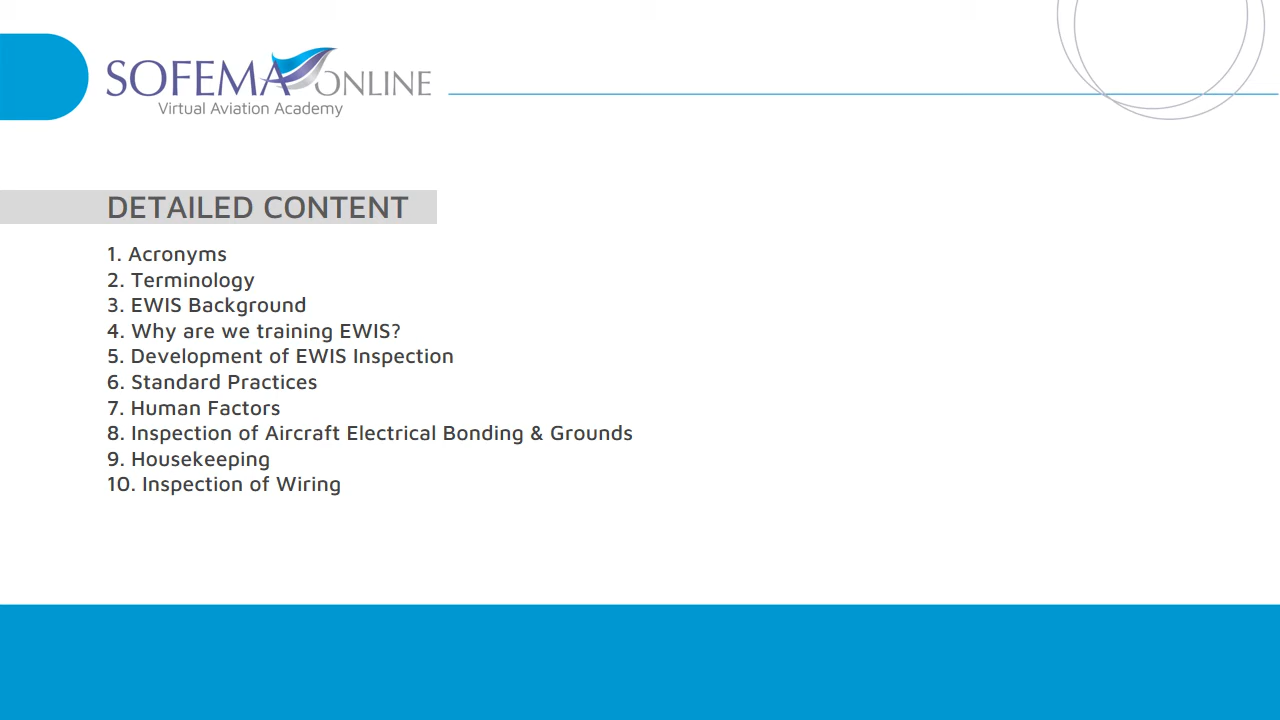 SOFEMA ONLINE
Virtual Aviation Academy
DETAILED CONTENT
1. Acronyms
2. Terminology
3. EWIS Background
4. Why are we training EWIS?
5. Development of EWIS Inspection
6. Standard Practices
7. Human Factors
8. Inspection of Aircraft Electrical Bonding & Grounds
9. Housekeeping
10. Inspection of Wiring